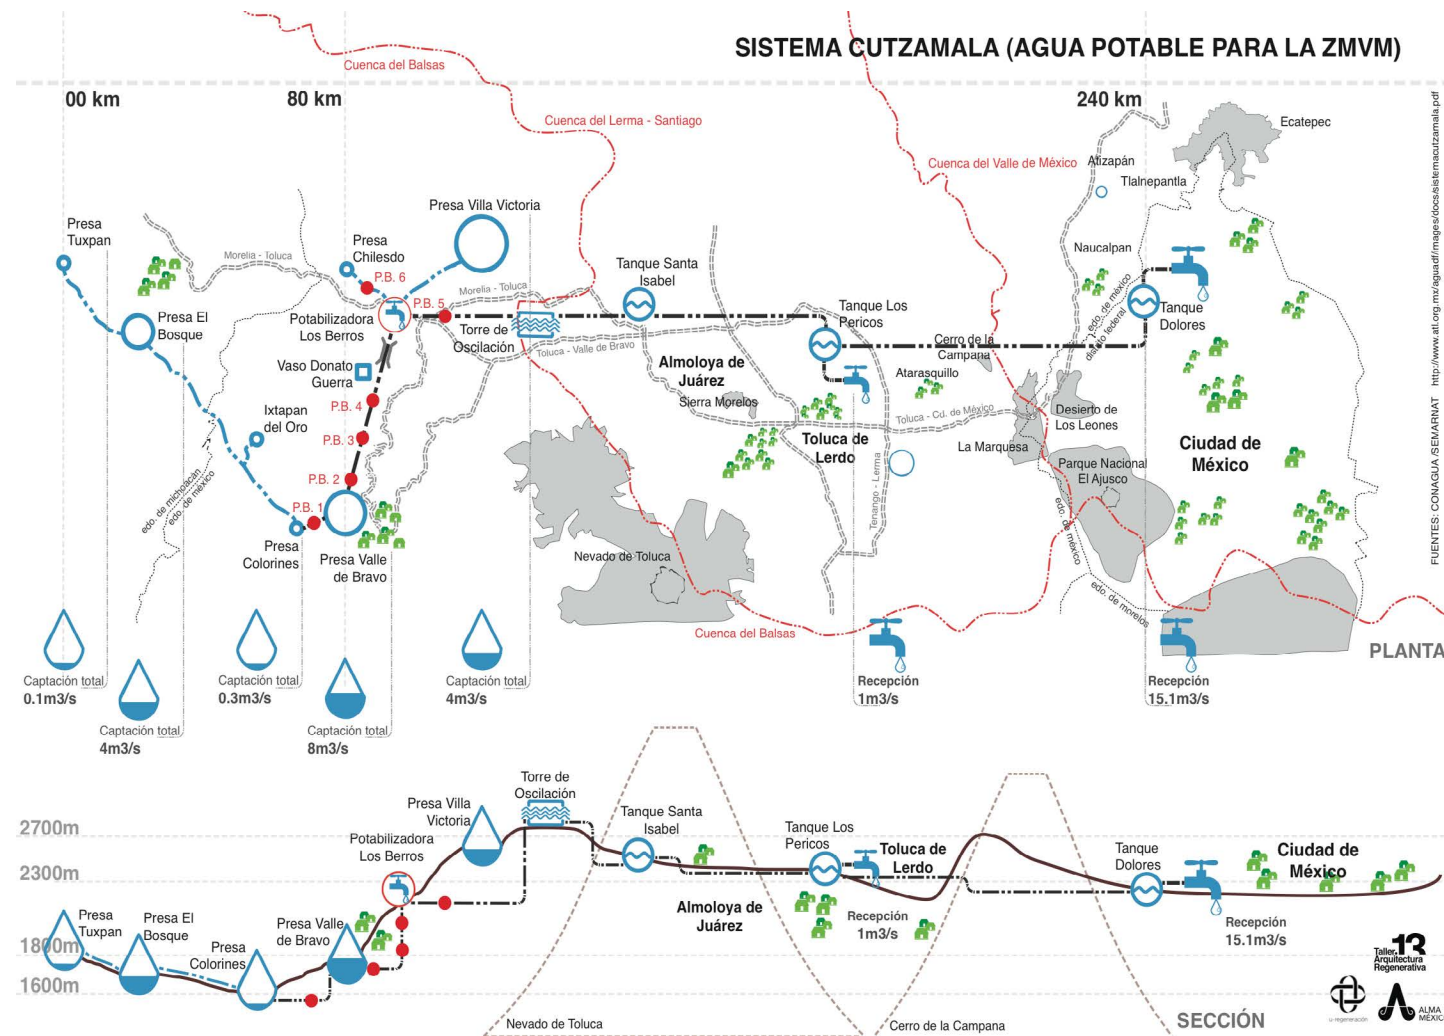 SISTEMA CUTZAMALA (AGUA POTABLE PARA LA ZMVM)
Cuenca del Balsas
00 km
80 km
240 km
Cuenca del Lerma - Santiago
Cuenca del Valle de México
Ecatepec
Atizapán
Tlalnepantla
Naucalpan
Presa
Tuxpan
Presa El
Bosque
Morelia - Toluca
Presa
Chilesdo
P.B. 6
Presa Villa Victoria
Potabilizadora
Los Berros
P.B. 5
Morelia - Toluca
Torre de
Oscilación
Toluca - Valle de Bravo
Tanque Santa
Isabel
Tanque Los
Pericos
Cerro de la
Campana
Atarasquillo
edo. de méxico
distito federal
Tanque
Dolores
Vaso Donato
Guerra
P.B. 4
Ixtapan
del Oro
P.B. 3
P.B. 2
P.B. 1
edo. de michoacán
edo. de méxico
Presa
Colorines
Presa Valle
de Bravo
Almoloya de
Juárez
Sierra Morelos
Toluca de
Lerdo
Toluca - Cd. de México
Tenango - Lerma
La Marquesa
Desierto de
Los Leones
Parque Nacional
El Ajusco
Ciudad de
México
edo. de méxico
edo. de morelos
Nevado de Toluca
Cuenca del Balsas
FUENTES: CONAGUA /SEMARNAT http://www.atl.org.mx/aguadf/images/docs/sistemacutzamala.pdf
PLANTA
Captación total
0.1m3/s
Captación total
4m3/s
Captación total
0.3m3/s
Captación total
8m3/s
Captación total
4m3/s
Recepción
1m3/s
Recepción
15.1m3/s
2700m
2300m
1800m
1600m
Presa
Tuxpan
Presa El
Bosque
Presa
Colorines
Presa Valle
de Bravo
Potabilizadora
Los Berros
Presa Villa
Victoria
Torre de
Oscilación
Tanque Santa
Isabel
Almoloya de
Juárez
Tanque Los
Pericos
Toluca de
Lerdo
Recepción
1m3/s
Tanque
Dolores
Ciudad de
México
Recepción
15.1m3/s
Nevado de Toluca
Cerro de la Campana
SECCIÓN
Taller 13
Arquitectura
Regenerativa
u-regeneración
ALMA
MÉXIC